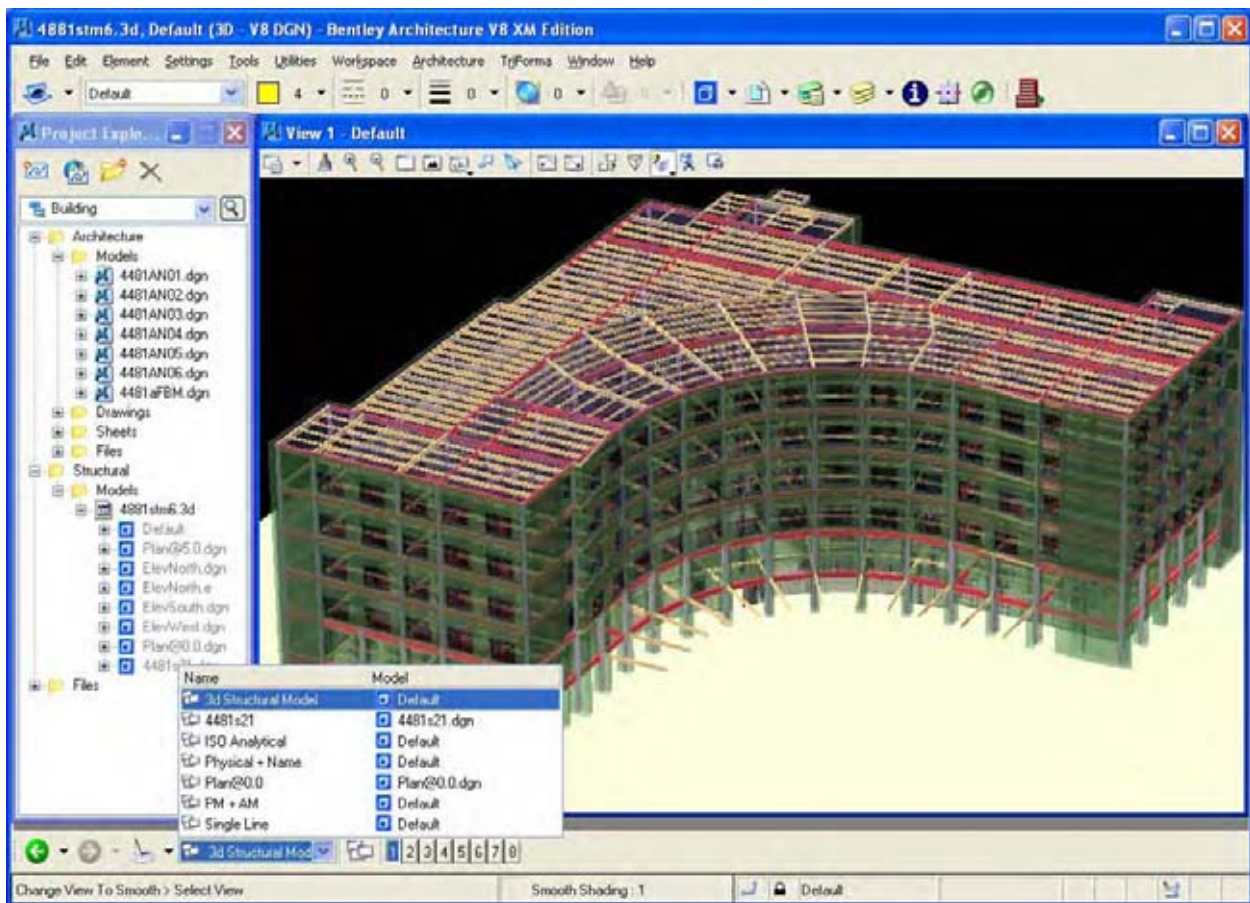 4881stm6.3d, Default (3D - V8 DGN) - Bentley Architecture V8 XM Edition
File Edit Element Settings Tools Utilities Workspace Architecture TriForma Window Help
Default 4 0 0 0
Project Explo...
View 1 - Default
Building
Architecture
Models
4481AN01.dgn
4481AN02.dgn
4481AN03.dgn
4481AN04.dgn
4481AN05.dgn
4481AN06.dgn
4481aFBM.dgn
Drawings
Sheets
Files
Structural
Models
4881stm6.3d
Default
Plan@5.0.dgn
ElevNorth.dgn
ElevNorth.e
ElevSouth.dgn
ElevWest.dgn
Plan@0.0.dgn
Files
Name Model
3d Structural Model Default
4481s21 4481s21.dgn
ISO Analytical Default
Physical + Name Default
Plan@0.0 Plan@0.0.dgn
PM + AM Default
Single Line Default
3d Structural Mod 1 2 3 4 5 6 7 8
Change View To Smooth > Select View Smooth Shading : 1 Default